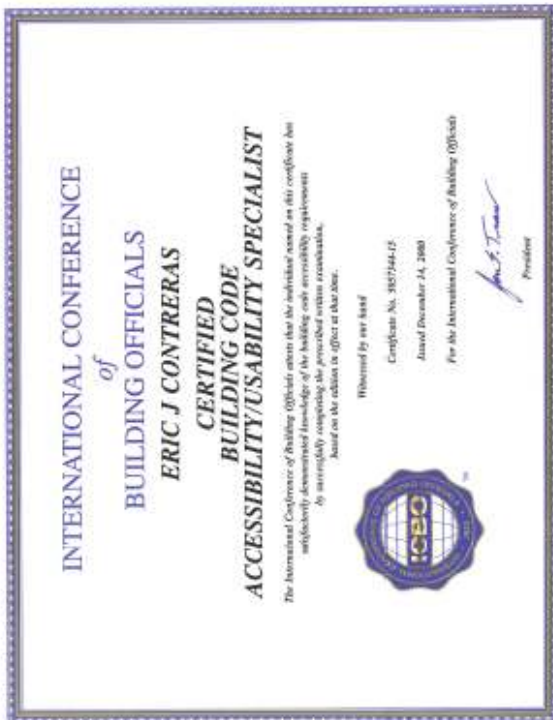 INTERNATIONAL CONFERENCE
of
BUILDING OFFICIALS
ERIC J CONTRERAS
CERTIFIED
BUILDING CODE
ACCESSIBILITY/USABILITY SPECIALIST
The International Conference of Building Officials attests that the individual named on this certificate has
satisfactorily demonstrated knowledge of the building code accessibility requirements
by successfully completing the prescribed written examination,
based on the edition in effect at that time.
Witnessed by our hand
Certificate No.
Issued December 14, 2000
For the International Conference of Building Officials
President
ICBO